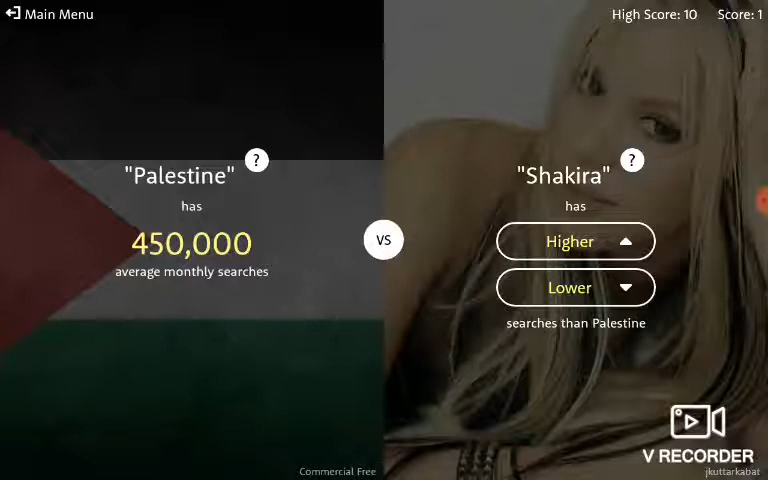 Main Menu
High Score: 10
Score: 1
"Palestine"
?
has
450,000
average monthly searches
VS
"Shakira"
?
has
Higher
Lower
searches than Palestine
V RECORDER
Commercial Free
jkuttarkabat